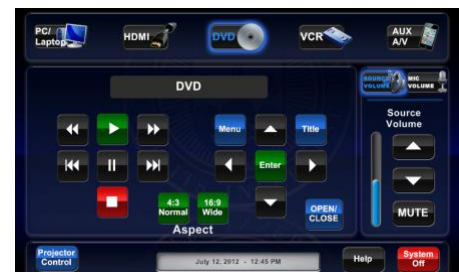 PC/
Laptop
HDMI
DVD
VCR
AUX
A/V
DVD
SOURCE
VOLUME
MIC
VOLUME
Menu
Title
Enter
4:3
Normal
16:9
Wide
Aspect
OPEN/
CLOSE
Source
Volume
MUTE
Projector
Control
July 12, 2012 - 12:45 PM
Help
System
Off